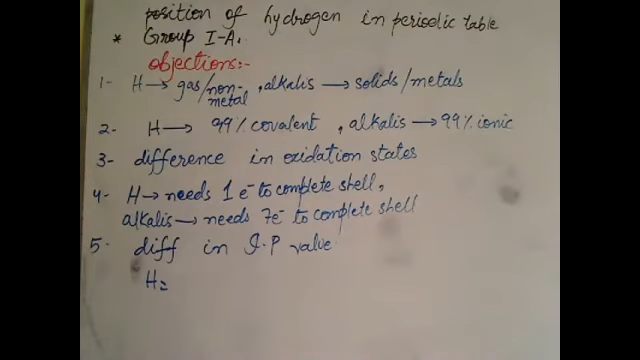 position of hydrogen in periodic table
* Group I-A.
objections:-
1- H → gas/non-metal, alkalis → solids/metals
2- H → 99% covalent, alkalis → 99% ionic
3- difference in oxidation states
4- H → needs 1 e⁻ to complete shell,
alkalis → needs 7e⁻ to complete shell
5- diff in I.P value
H=